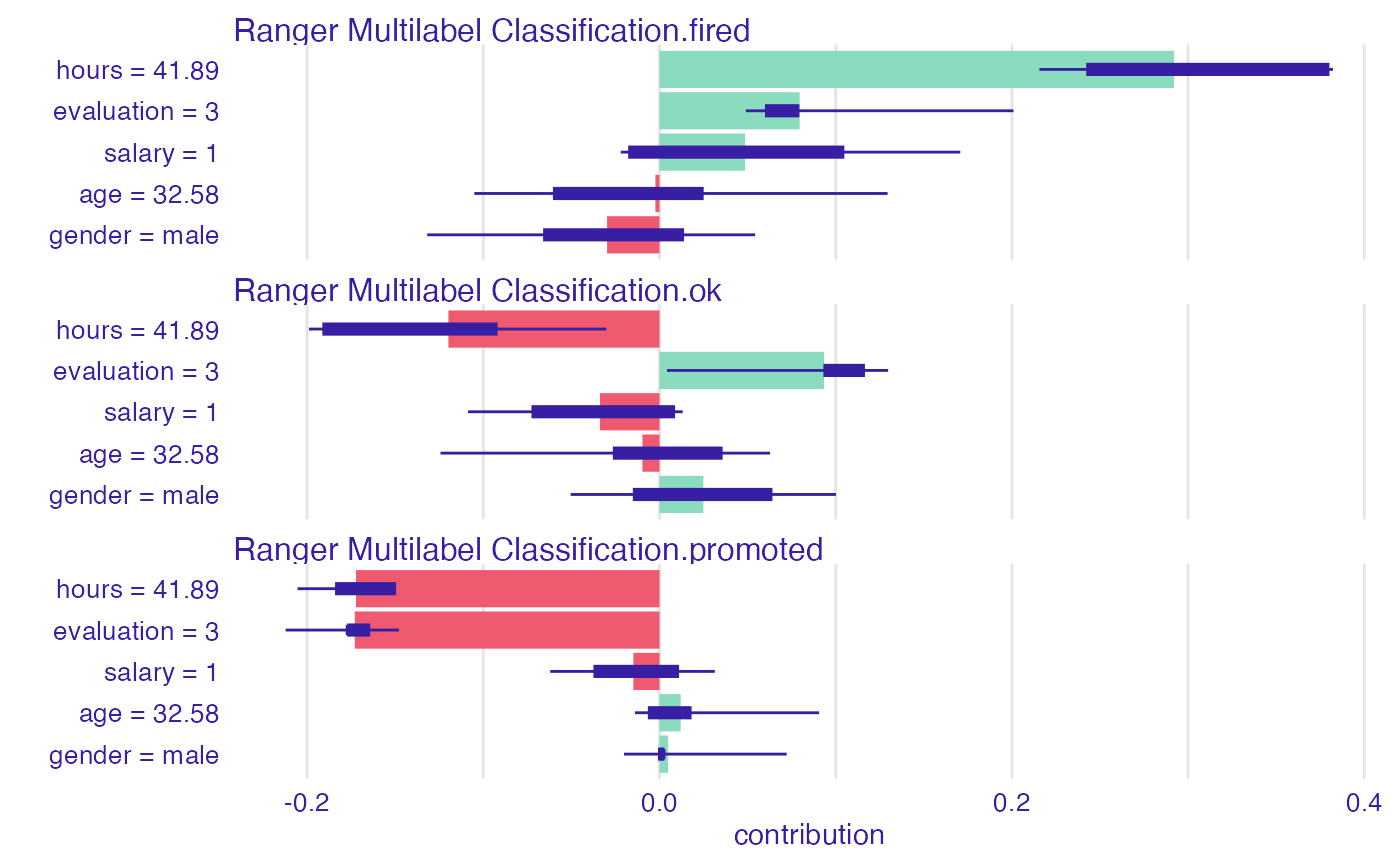 Ranger Multilabel Classification.fired
hours = 41.89
evaluation = 3
salary = 1
age = 32.58
gender = male
Ranger Multilabel Classification.ok
hours = 41.89
evaluation = 3
salary = 1
age = 32.58
gender = male
Ranger Multilabel Classification.promoted
hours = 41.89
evaluation = 3
salary = 1
age = 32.58
gender = male
-0.2 0.0 0.2 0.4
contribution